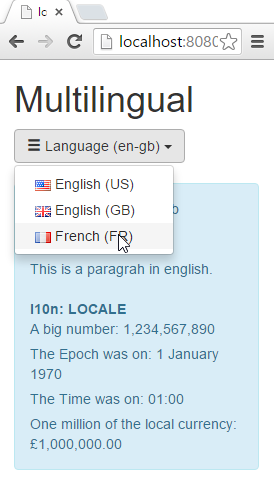 lo
localhost:8080
Multilingual
Language (en-gb)
English (US)
English (GB)
French (FR)
This is a paragrah in english.
l10n: LOCALE
A big number: 1,234,567,890
The Epoch was on: 1 January
1970
The Time was on: 01:00
One million of the local currency:
£1,000,000.00